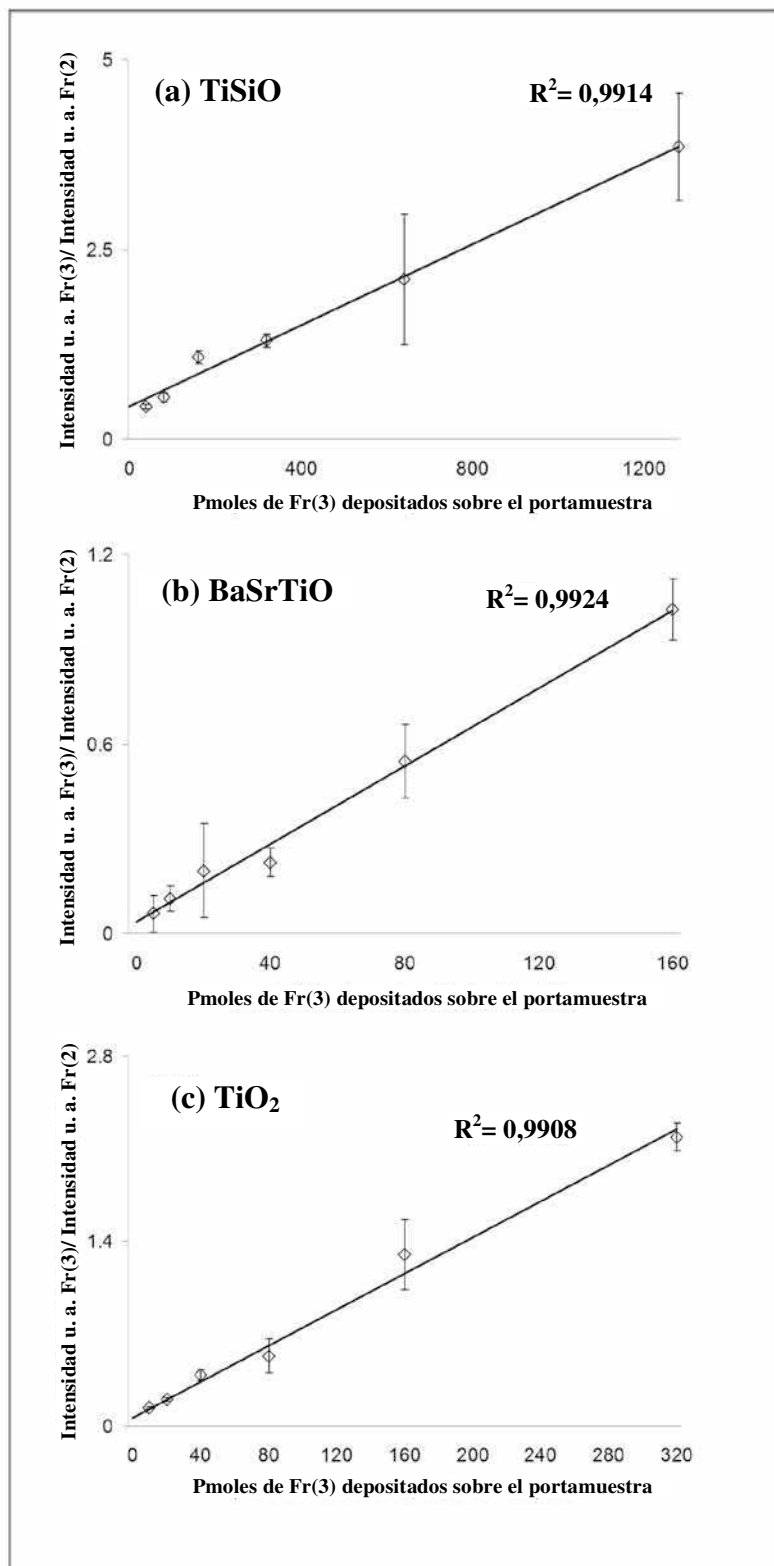 (a) TiSiO
R²= 0,9914
5
2.5
0
0 400 800 1200
Intensidad u. a. Fr(3)/ Intensidad u. a. Fr(2)
Pmoles de Fr(3) depositados sobre el portamuestra
(b) BaSrTiO
R²= 0,9924
1.2
0.6
0
0 40 80 120 160
Intensidad u. a. Fr(3)/ Intensidad u. a. Fr(2)
Pmoles de Fr(3) depositados sobre el portamuestra
(c) TiO₂
R²= 0,9908
2.8
1.4
0
0 40 80 120 160 200 240 280 320
Intensidad u. a. Fr(3)/ Intensidad u. a. Fr(2)
Pmoles de Fr(3) depositados sobre el portamuestra